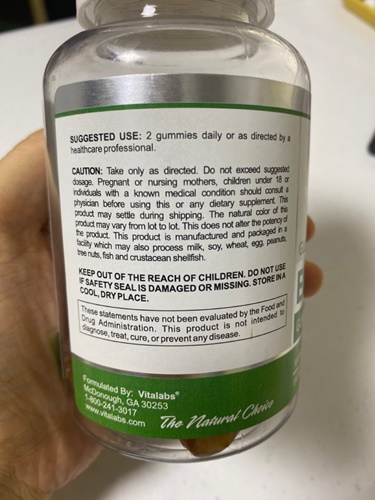 SUGGESTED USE: 2 gummies daily or as directed by a
healthcare professional.
CAUTION: Take only as directed. Do not exceed suggested
dosage. Pregnant or nursing mothers, children under 18 or
individuals with a known medical condition should consult a
physician before using this or any dietary supplement. This
product may settle during shipping. The natural color of this
product may vary from lot to lot. This does not alter the potency of
the product. This product is manufactured and packaged in a
facility which may also process milk, soy, wheat, egg, peanuts,
tree nuts, fish and crustacean shellfish.
KEEP OUT OF THE REACH OF CHILDREN. DO NOT USE
IF SAFETY SEAL IS DAMAGED OR MISSING. STORE IN A
COOL, DRY PLACE.
These statements have not been evaluated by the Food and
Drug Administration. This product is not intended to
diagnose, treat, cure, or prevent any disease.
Formulated By: Vitalabs®
McDonough, GA 30253
1-800-241-3017
www.vitalabs.com
The Natural Choice